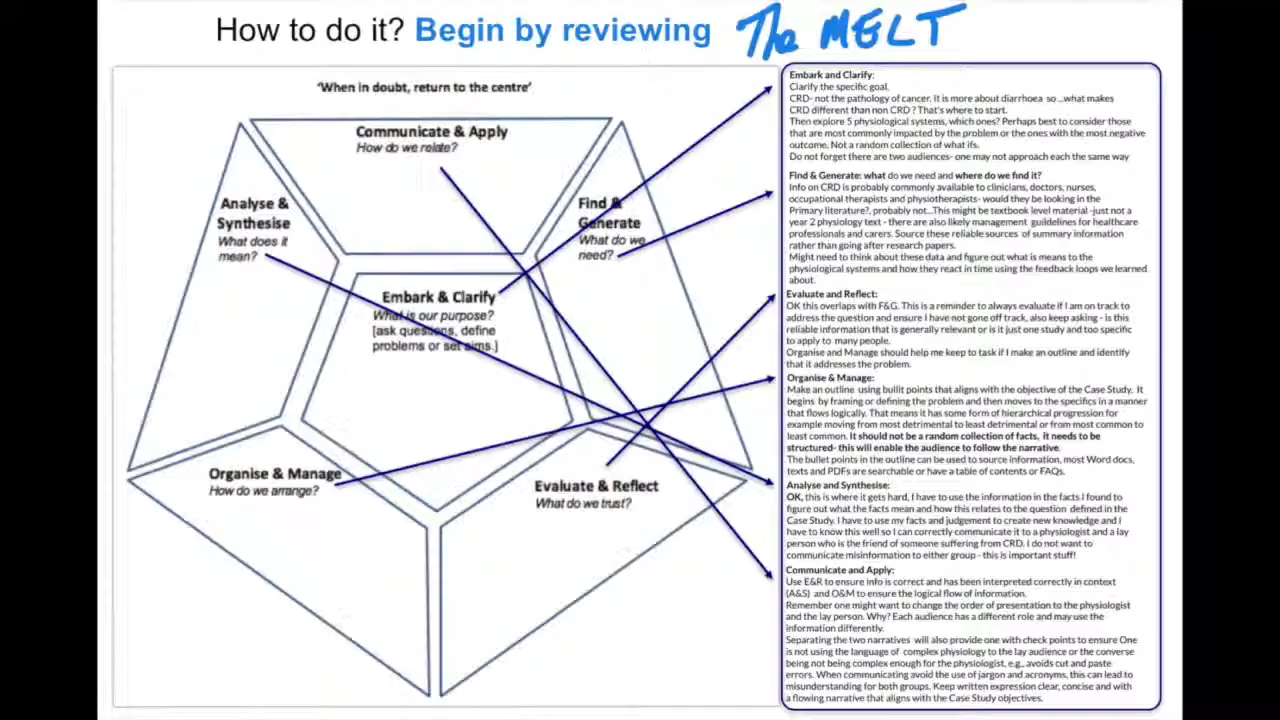 How to do it? Begin by reviewing The MELT
'When in doubt, return to the centre'
Communicate & Apply
How do we relate?
Analyse &
Synthesise
What does it
mean?
Find &
Generate
What do we
need?
Embark & Clarify
What is our purpose?
[ask questions, define
problems or set aims.]
Organise & Manage
How do we arrange?
Evaluate & Reflect
What do we trust?
Embark and Clarify:
Clarify the specific goal.
CRD- not the pathology of cancer. It is more about diarrhoea so ...what makes
CRD different than non CRD ? That's where to start.
Then explore 5 physiological systems, which ones? Perhaps best to consider those
that are most commonly impacted by the problem or the ones with the most negative
outcome. Not a random collection of what ifs.
Do not forget there are two audiences- one may not approach each the same way
Find & Generate: what do we need and where do we find it?
Info on CRD is probably commonly available to clinicians, doctors, nurses,
occupational therapists and physiotherapists- would they be looking in the
Primary literature?, probably not...This might be textbook level material -just not a
year 2 physiology text - there are also likely management guidelines for healthcare
professionals and carers. Source these reliable sources of summary information
rather than going after research papers.
Might need to think about these data and figure out what is means to the
physiological systems and how they react in time using the feedback loops we learned
about.
Evaluate and Reflect:
OK this overlaps with F&G. This is a reminder to always evaluate if I am on track to
address the question and ensure I have not gone off track, also keep asking - is this
reliable information that is generally relevant or is it just one study and too specific
to apply to many people.
Organise and Manage should help me keep to task if I make an outline and identify
that it addresses the problem.
Organise & Manage:
Make an outline using bullit points that aligns with the objective of the Case Study. It
begins by framing or defining the problem and then moves to the specifics in a manner
that flows logically. That means it has some form of hierarchical progression for
example moving from most detrimental to least detrimental or from most common to
least common. It should not be a random collection of facts, it needs to be
structured- this will enable the audience to follow the narrative.
The bullet points in the outline can be used to source information, most Word docs,
texts and PDFs are searchable or have a table of contents or FAQs.
Analyse and Synthesise:
OK, this is where it gets hard, I have to use the information in the facts I found to
figure out what the facts mean and how this relates to the question defined in the
Case Study. I have to use my facts and judgement to create new knowledge and I
have to know this well so I can correctly communicate it to a physiologist and a lay
person who is the friend of someone suffering from CRD. I do not want to
communicate misinformation to either group - this is important stuff!
Communicate and Apply:
Use E&R to ensure info is correct and has been interpreted correctly in context
(A&S) and O&M to ensure the logical flow of information.
Remember one might want to change the order of presentation to the physiologist
and the lay person. Why? Each audience has a different role and may use the
information differently.
Separating the two narratives will also provide one with check points to ensure One
is not using the language of complex physiology to the lay audience or the converse
being not being complex enough for the physiologist, e.g., avoids cut and paste
errors. When communicating avoid the use of jargon and acronyms, this can lead to
misunderstanding for both groups. Keep written expression clear, concise and with
a flowing narrative that aligns with the Case Study objectives.